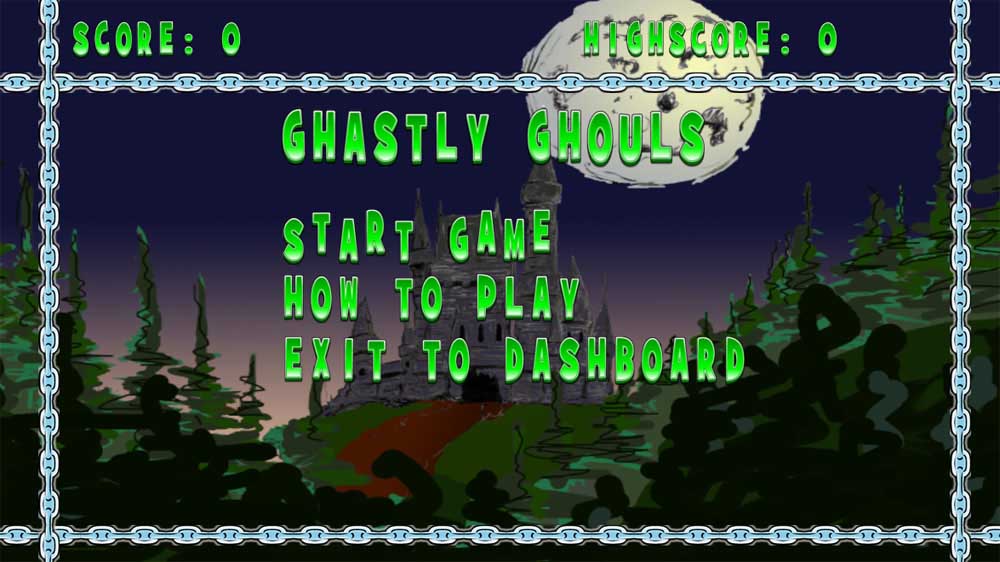 SCORE: 0 HIGHSCORE: 0
GHASTLY GHOULS
START GAME
HOW TO PLAY
EXIT TO DASHBOARD